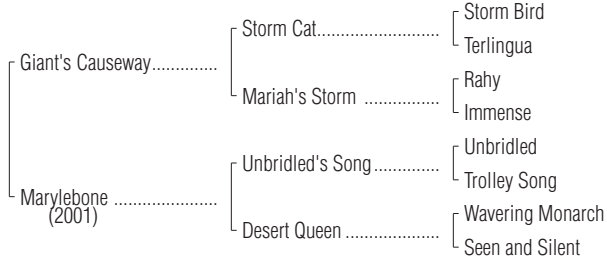 Storm Bird
Storm Cat
Terlingua
Giant's Causeway
Rahy
Mariah's Storm
Immense
Unbridled
Unbridled's Song
Trolley Song
Marylebone
(2001)
Wavering Monarch
Desert Queen
Seen and Silent